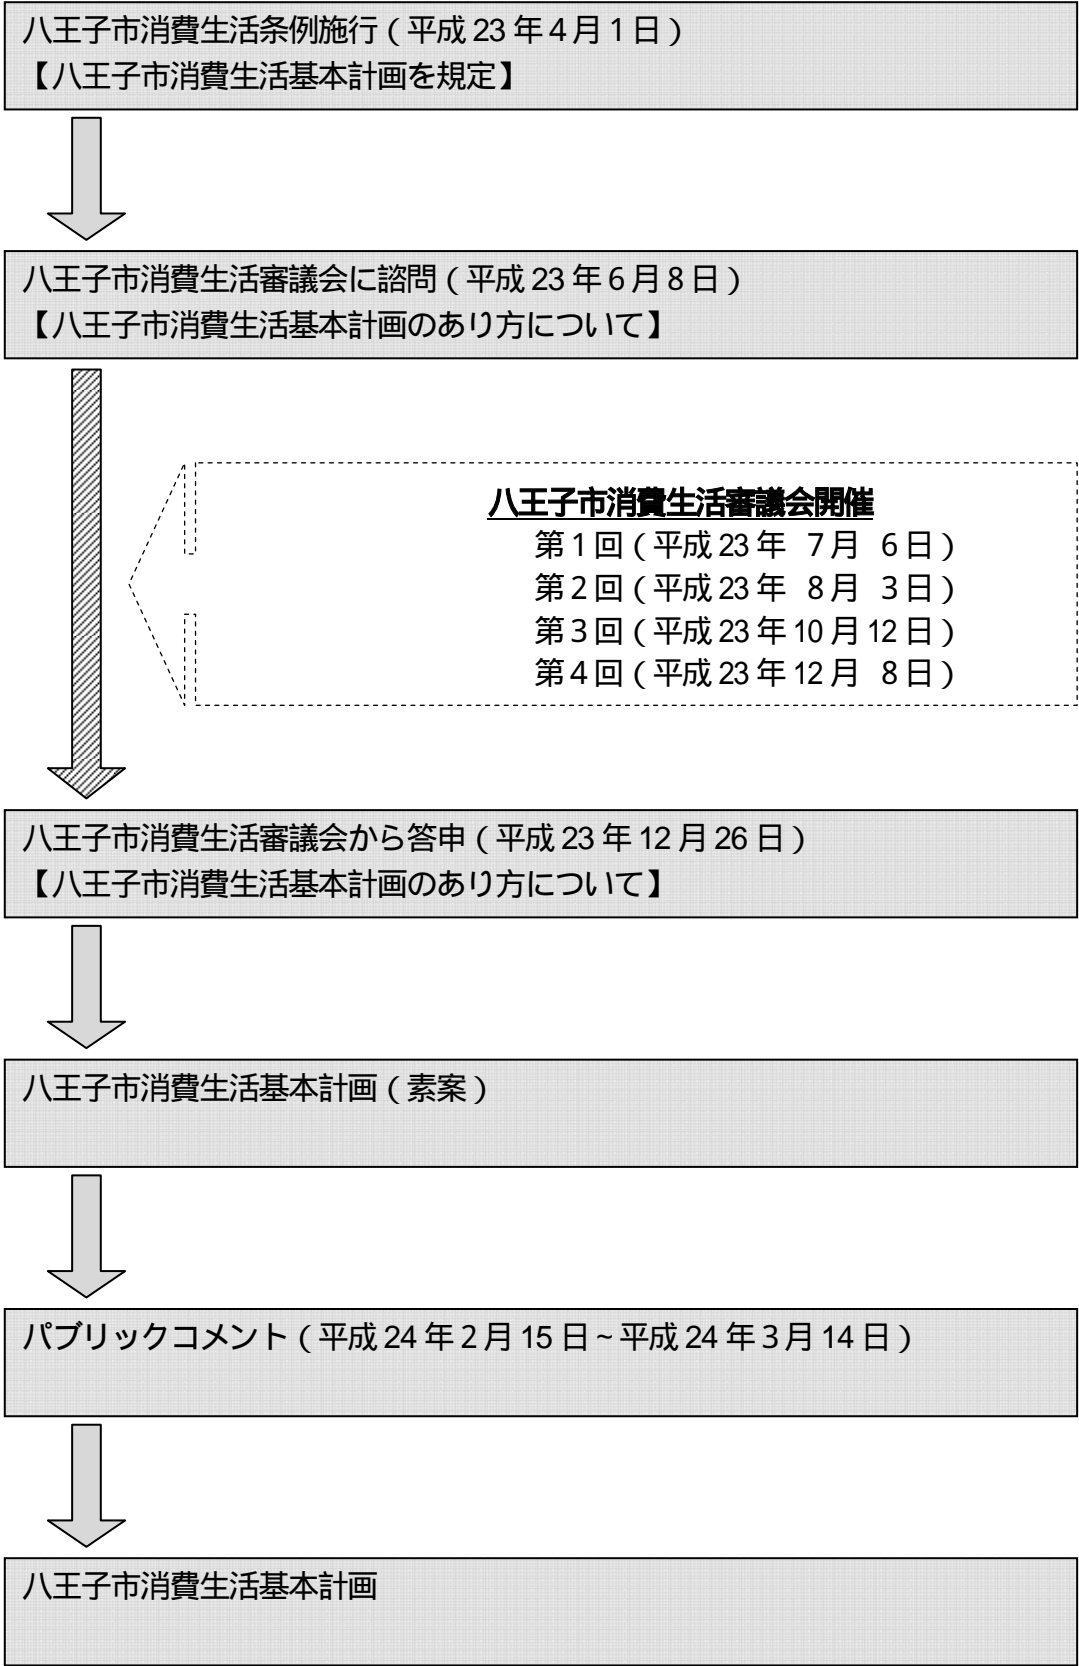 八王子市消費生活条例施行（平成23年4月1日）
【八王子市消費生活基本計画を規定】
八王子市消費生活審議会に諮問（平成23年6月8日）
【八王子市消費生活基本計画のあり方について】
八王子市消費生活審議会開催
第1回（平成23年 7月 6日）
第2回（平成23年 8月 3日）
第3回（平成23年10月12日）
第4回（平成23年12月 8日）
八王子市消費生活審議会から答申（平成23年12月26日）
【八王子市消費生活基本計画のあり方について】
八王子市消費生活基本計画（素案）
パブリックコメント（平成24年2月15日~平成24年3月14日）
八王子市消費生活基本計画